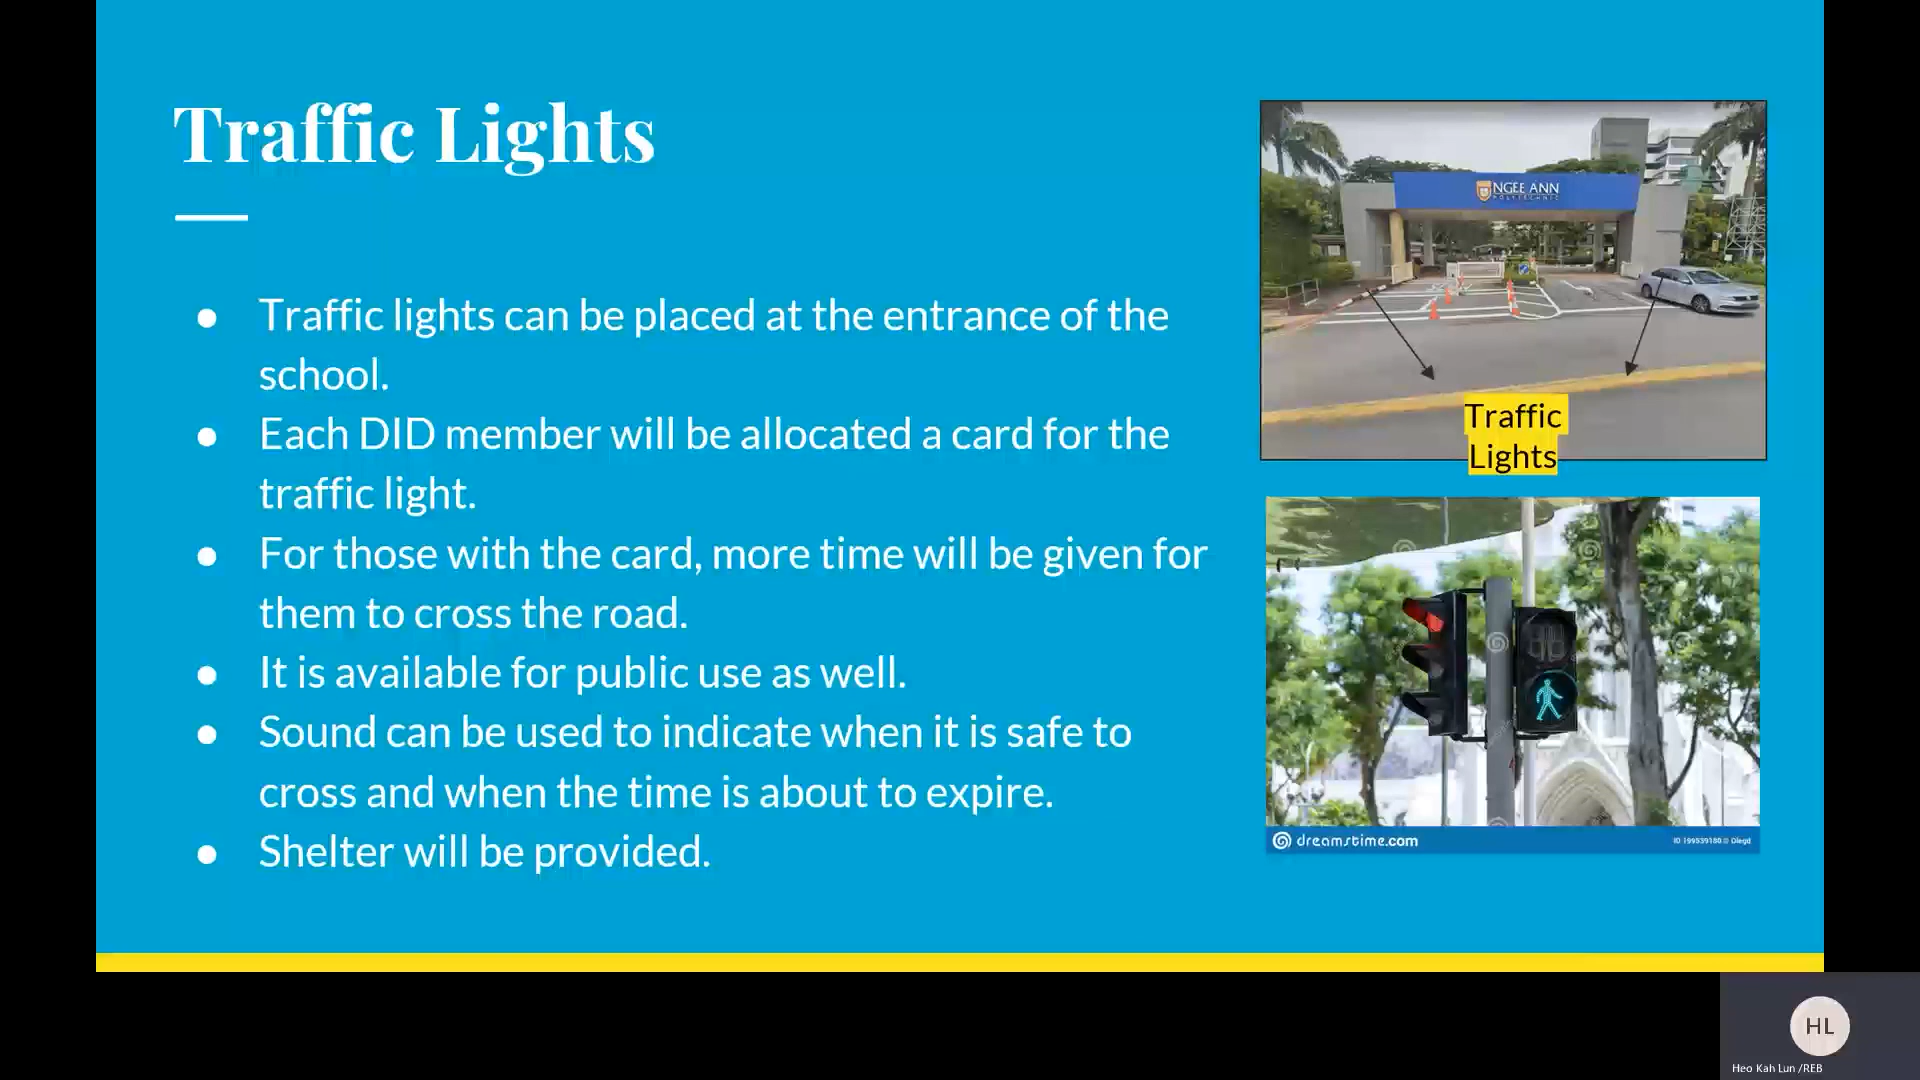 Traffic Lights
Traffic lights can be placed at the entrance of the
school.
Each DID member will be allocated a card for the
traffic light.
For those with the card, more time will be given for
them to cross the road.
It is available for public use as well.
Sound can be used to indicate when it is safe to
cross and when the time is about to expire.
Shelter will be provided.
NGEE ANN
POLYTECHNIC
Traffic
Lights
dreamstime.com
ID 199539180 © Olegd
HL
Heo Kah Lun /REB